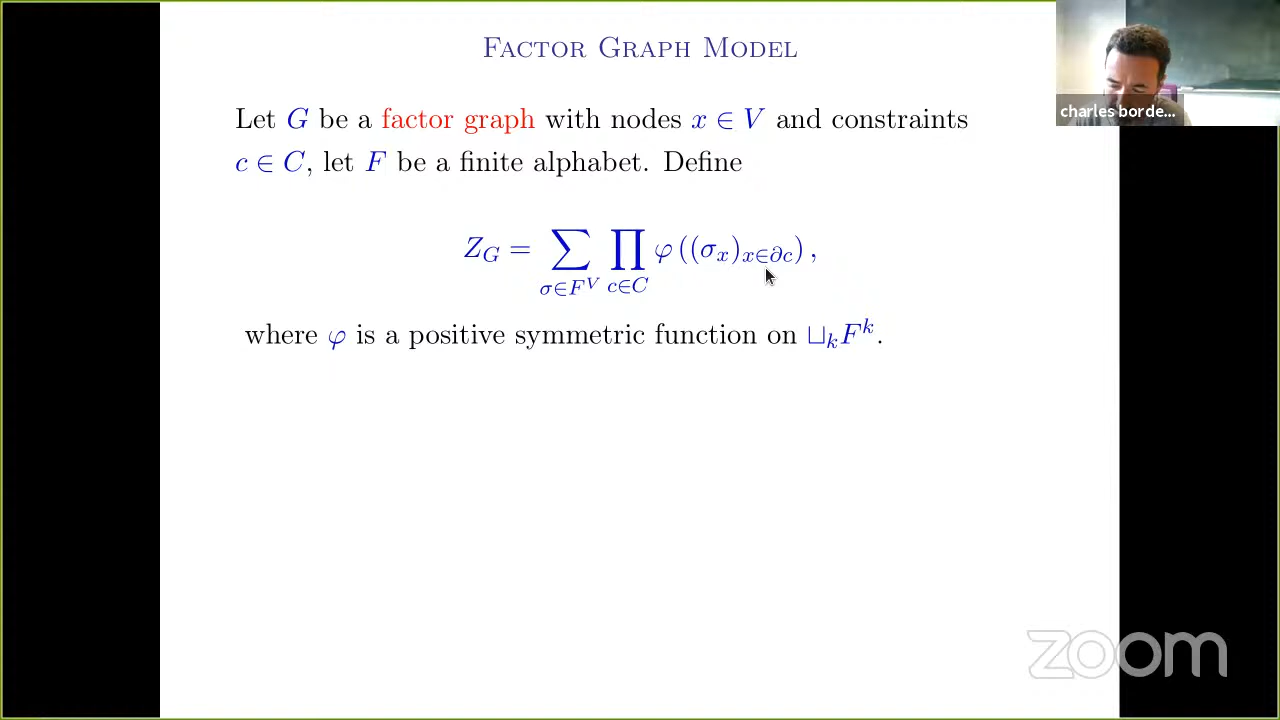 FACTOR GRAPH MODEL
charles borde...
Let G be a factor graph with nodes x ∈ V and constraints
c ∈ C, let F be a finite alphabet. Define
Z_G = ∑_{σ∈F^V} ∏_{c∈C} φ((σ_x)_{x∈∂c}),
where φ is a positive symmetric function on ⊔_k F^k.
zoom